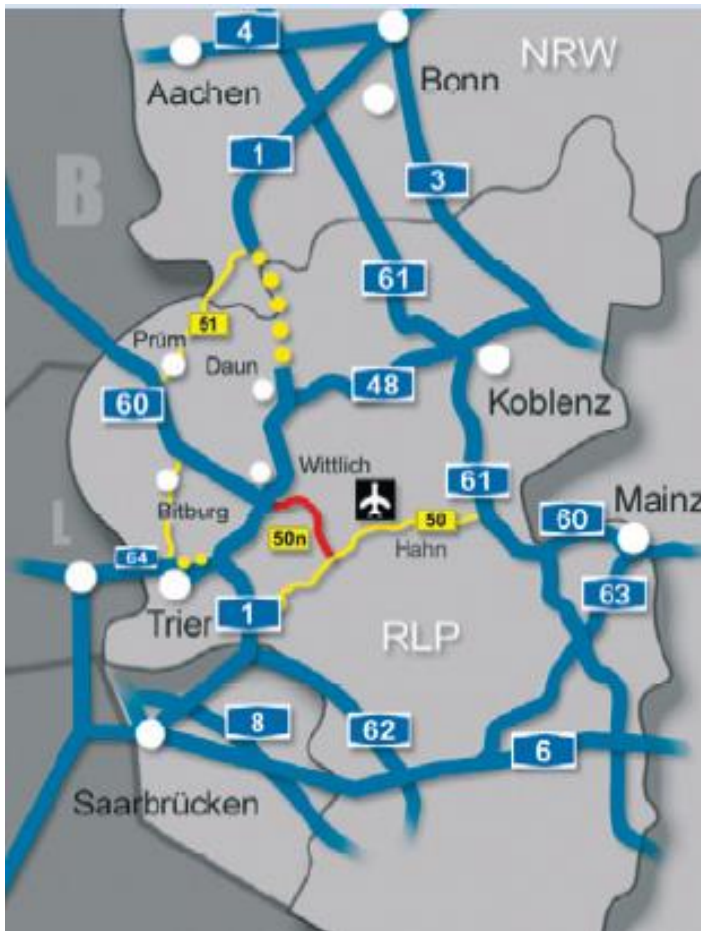 4
NRW
Aachen
Bonn
1
3
B
61
51
Prüm
Daun
60
48
Koblenz
Wittlich
61
Bitburg
50
Mainz
60
L
50n
Hahn
64
63
Trier
1
RLP
8
62
6
Saarbrücken